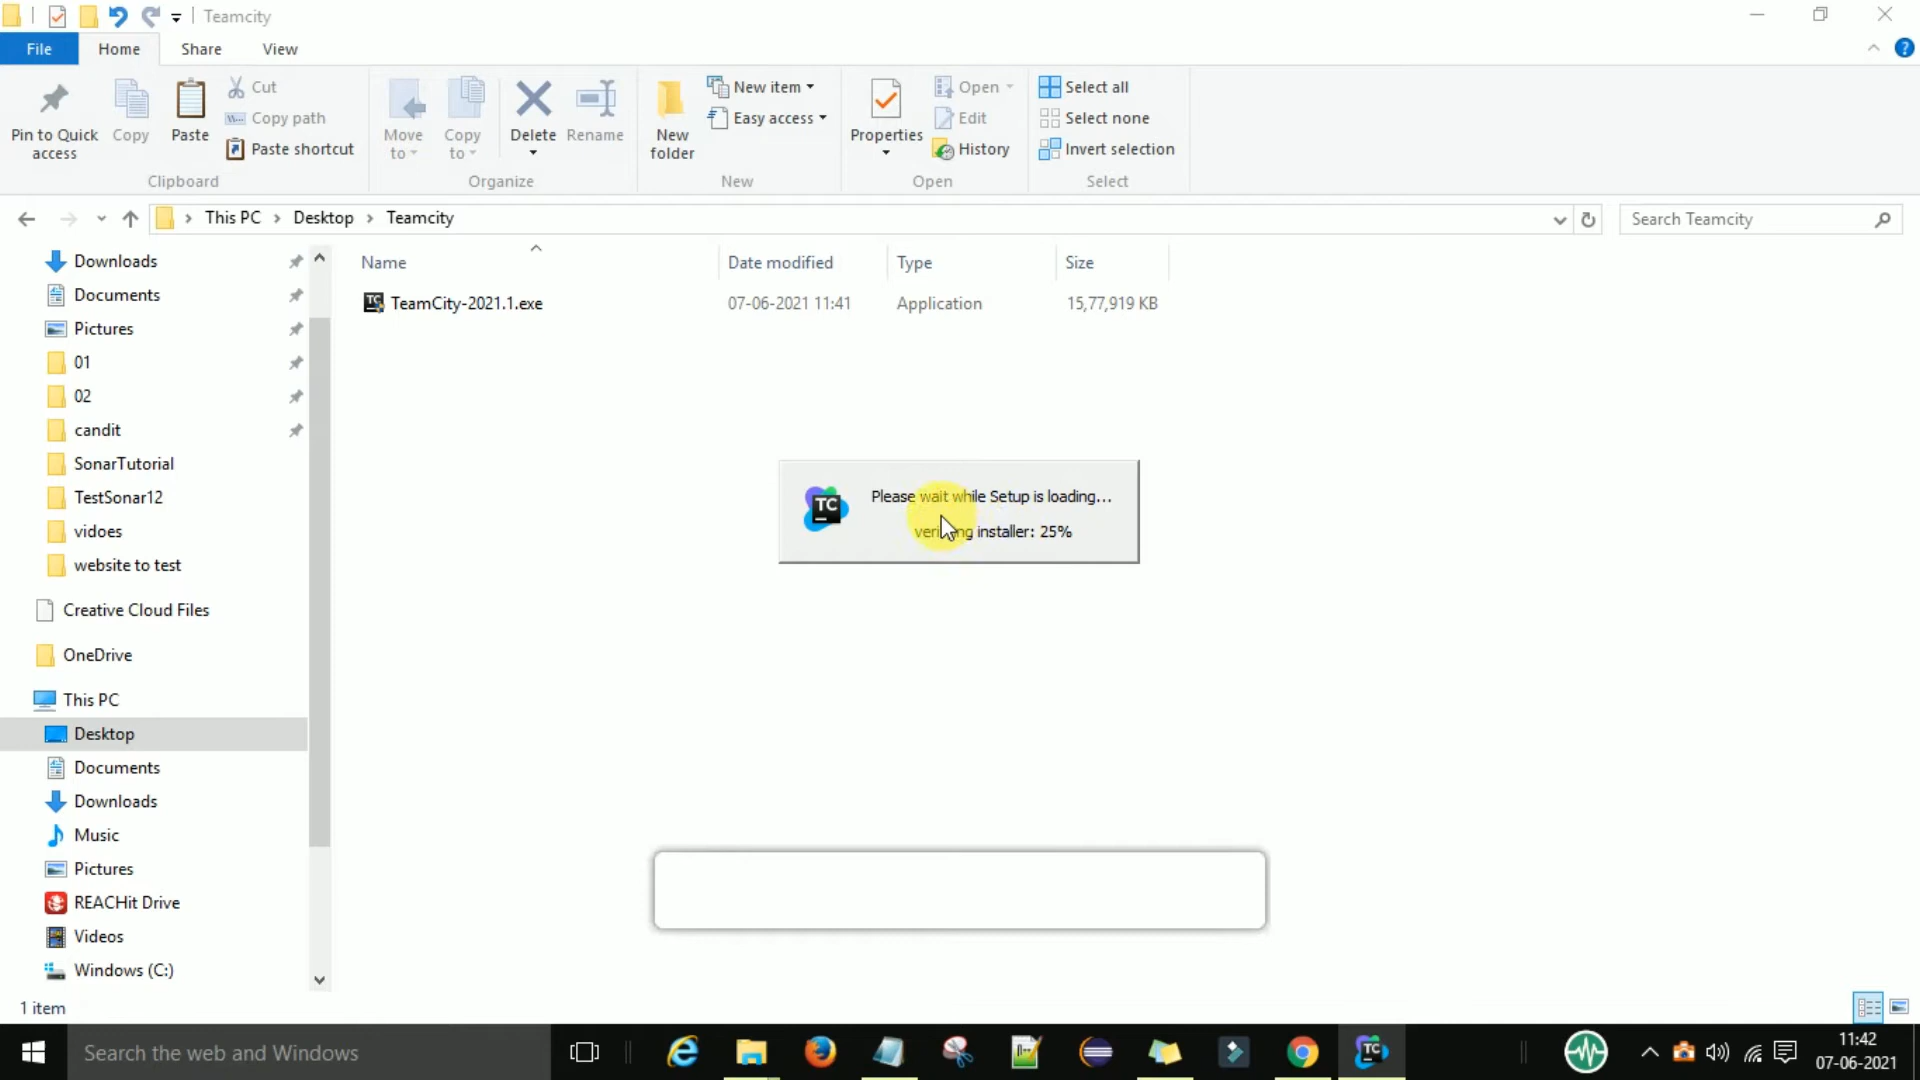 Teamcity
File Home Share View
Pin to Quick access
Copy
Paste
Cut
Copy path
Paste shortcut
Clipboard
Move to
Copy to
Delete
Rename
Organize
New folder
New item
Easy access
New
Properties
Open
Edit
History
Open
Select all
Select none
Invert selection
Select
This PC > Desktop > Teamcity
Search Teamcity
Downloads
Documents
Pictures
01
02
candit
SonarTutorial
TestSonar12
vidoes
website to test
Creative Cloud Files
OneDrive
This PC
Desktop
Documents
Downloads
Music
Pictures
REACHit Drive
Videos
Windows (C:)
Name Date modified Type Size
TeamCity-2021.1.exe 07-06-2021 11:41 Application 15,77,919 KB
TC
Please wait while Setup is loading...
installer: 25%
1 item
Search the web and Windows
TC
11:42
07-06-2021